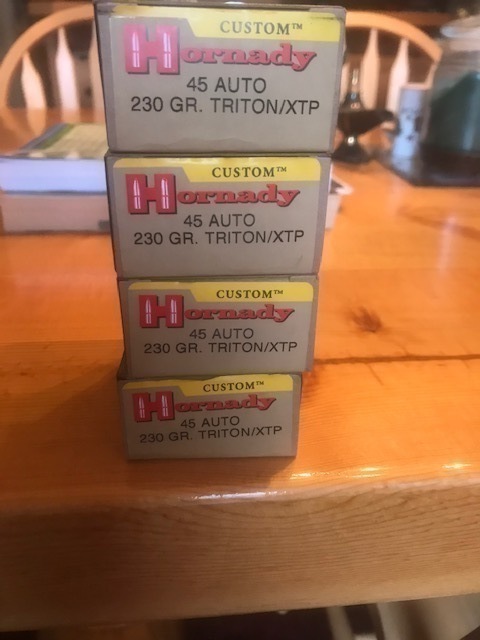 CUSTOM™
Hornady
45 AUTO
230 GR. TRITON/XTP
CUSTOM™
Hornady
45 AUTO
230 GR. TRITON/XTP
CUSTOM™
Hornady
45 AUTO
230 GR. TRITON/XTP
CUSTOM™
Hornady
45 AUTO
230 GR. TRITON/XTP